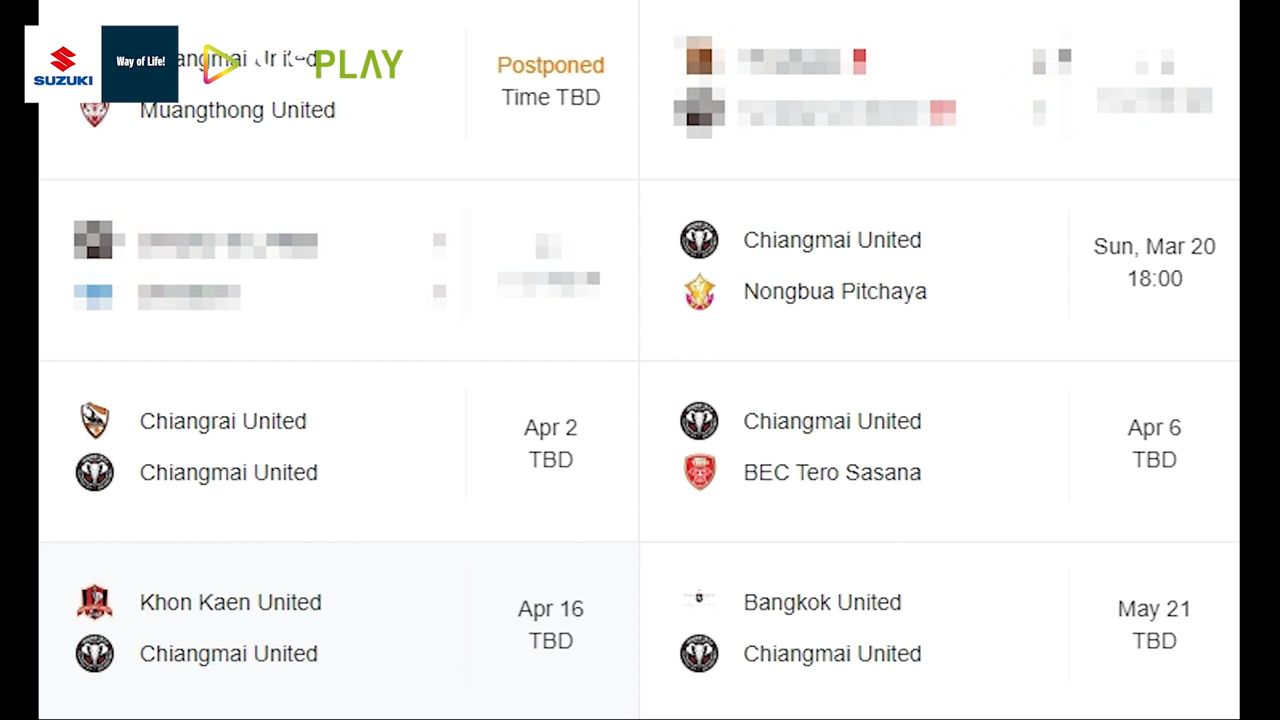 SUZUKI
Way of Life!
PLAY
Muangthong United
Postponed
Time TBD
Chiangmai United
Nongbua Pitchaya
Sun, Mar 20
18:00
Chiangrai United
Chiangmai United
Apr 2
TBD
Chiangmai United
BEC Tero Sasana
Apr 6
TBD
Khon Kaen United
Chiangmai United
Apr 16
TBD
Bangkok United
Chiangmai United
May 21
TBD